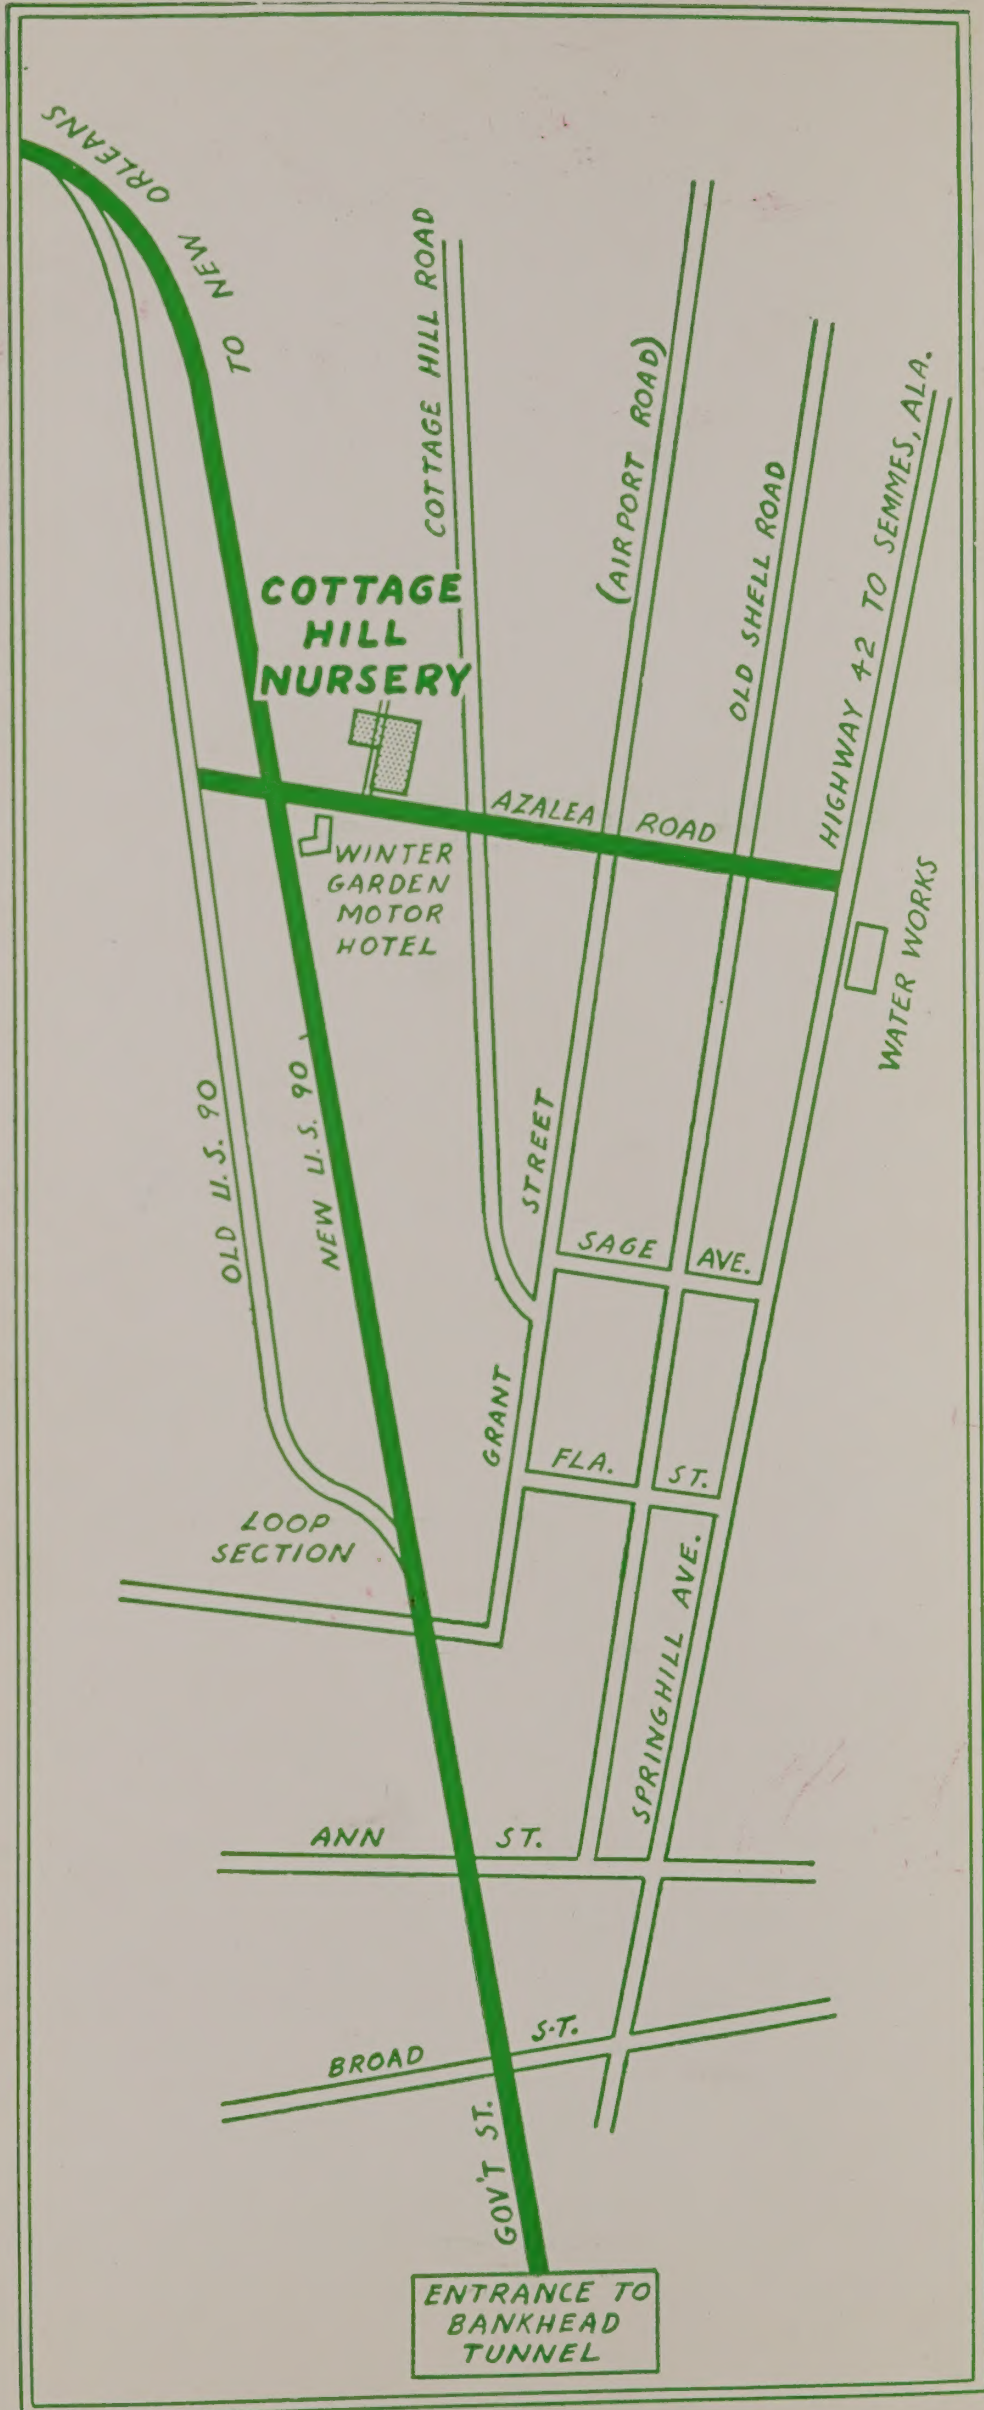 TO NEW ORLEANS
COTTAGE HILL ROAD
(AIRPORT ROAD)
OLD SHELL ROAD
HIGHWAY 42 TO SEMMES, ALA.
COTTAGE
HILL
NURSERY
AZALEA ROAD
WINTER
GARDEN
MOTOR
HOTEL
WATER WORKS
OLD U.S. 90
NEW U.S. 90
GRANT STREET
SAGE AVE.
FLA. ST.
LOOP
SECTION
SPRINGHILL AVE.
ANN ST.
BROAD S.T.
GOV'T ST.
ENTRANCE TO
BANKHEAD
TUNNEL